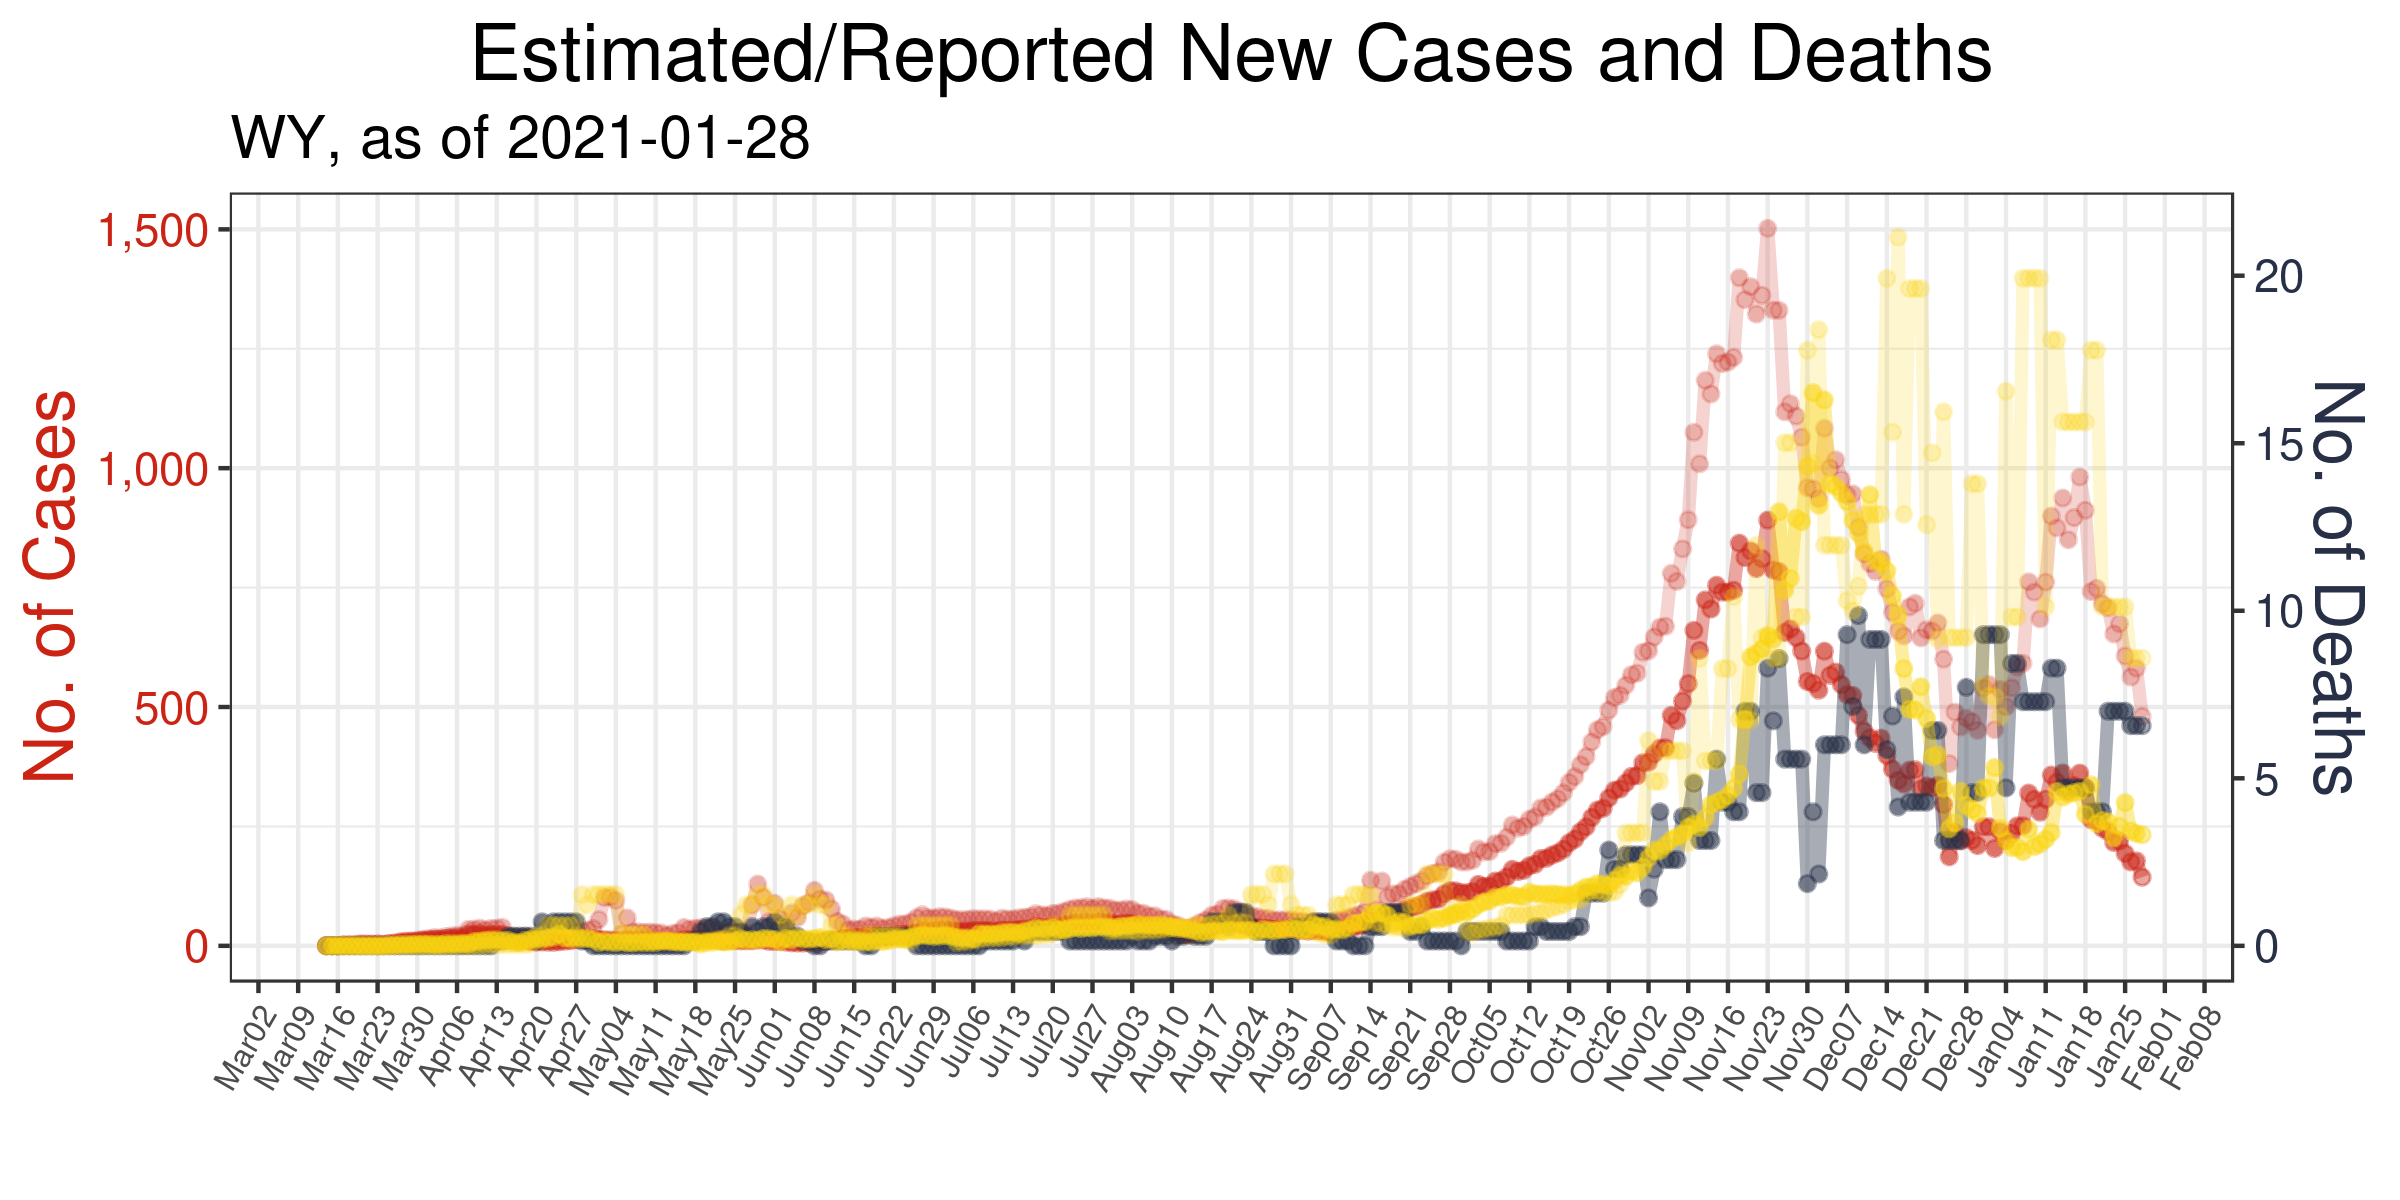 Estimated/Reported New Cases and Deaths
WY, as of 2021-01-28
No. of Cases
1,500
1,000
500
0
20
15
10
5
0
No. of Deaths
Mar02
Mar09
Mar16
Mar23
Mar30
Apr06
Apr13
Apr20
Apr27
May04
May11
May18
May25
Jun01
Jun08
Jun15
Jun22
Jun29
Jul06
Jul13
Jul20
Jul27
Aug03
Aug10
Aug17
Aug24
Aug31
Sep07
Sep14
Sep21
Sep28
Oct05
Oct12
Oct19
Oct26
Nov02
Nov09
Nov16
Nov23
Nov30
Dec07
Dec14
Dec21
Dec28
Jan04
Jan11
Jan18
Jan25
Feb01
Feb08